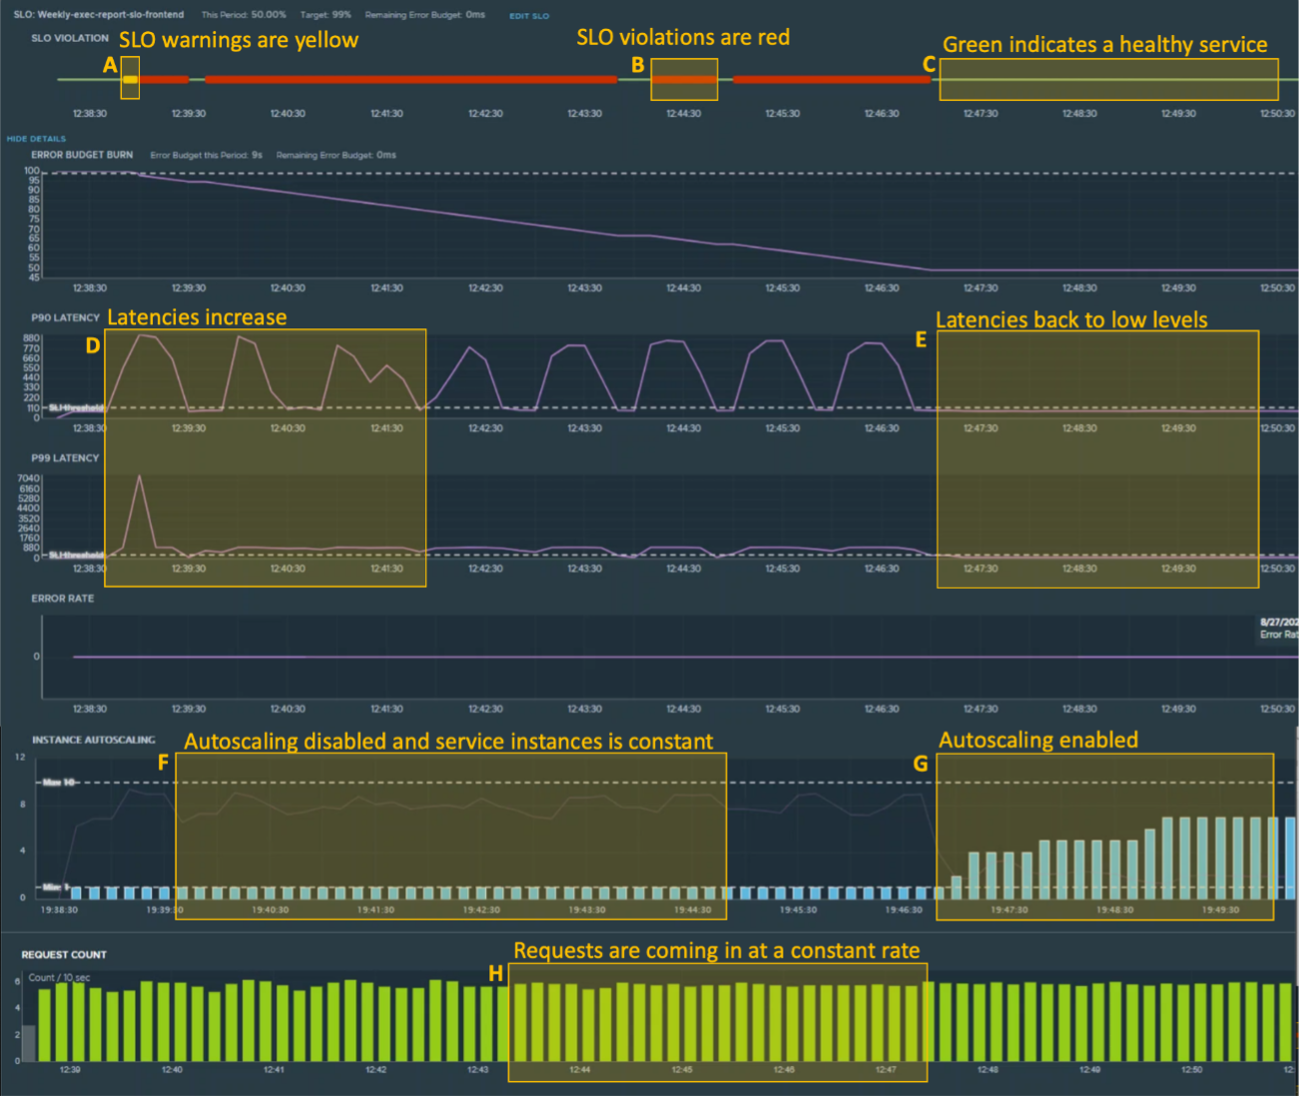 SLO: Weekly-exec-report-slo-frontend This Period: 50.00% Target: 99% Remaining Error Budget: 0ms EDIT SLO
SLO VIOLATION SLO warnings are yellow SLO violations are red Green indicates a healthy service
A B C
12:38:30 12:39:30 12:40:30 12:41:30 12:42:30 12:43:30 12:44:30 12:45:30 12:46:30 12:47:30 12:48:30 12:49:30 12:50:30
HIDE DETAILS
ERROR BUDGET BURN Error Budget this Period: 9s Remaining Error Budget: 0ms
100
95
90
85
80
75
70
65
60
55
50
45
12:38:30 12:39:30 12:40:30 12:41:30 12:42:30 12:43:30 12:44:30 12:45:30 12:46:30 12:47:30 12:48:30 12:49:30 12:50:30
P90 LATENCY Latencies increase Latencies back to low levels
D E
880
770
660
550
440
330
220
110 SLI threshold
0
12:38:30 12:39:30 12:40:30 12:41:30 12:42:30 12:43:30 12:44:30 12:45:30 12:46:30 12:47:30 12:48:30 12:49:30 12:50:30
P99 LATENCY
7040
6160
5280
4400
3520
2640
1760
880
0 SLI threshold
12:38:30 12:39:30 12:40:30 12:41:30 12:42:30 12:43:30 12:44:30 12:45:30 12:46:30 12:47:30 12:48:30 12:49:30 12:50:30
ERROR RATE
8/27/202
Error Rat
0
12:38:30 12:39:30 12:40:30 12:41:30 12:42:30 12:43:30 12:44:30 12:45:30 12:46:30 12:47:30 12:48:30 12:49:30 12:50:30
INSTANCE AUTOSCALING Autoscaling disabled and service instances is constant Autoscaling enabled
F G
12
Max 10
8
4
Min: 1
0
19:38:30 19:39:30 19:40:30 19:41:30 19:42:30 19:43:30 19:44:30 19:45:30 19:46:30 19:47:30 19:48:30 19:49:30
REQUEST COUNT Requests are coming in at a constant rate
H
Count / 10 sec
6
4
2
0
12:39 12:40 12:41 12:42 12:43 12:44 12:45 12:46 12:47 12:48 12:49 12:50 12: